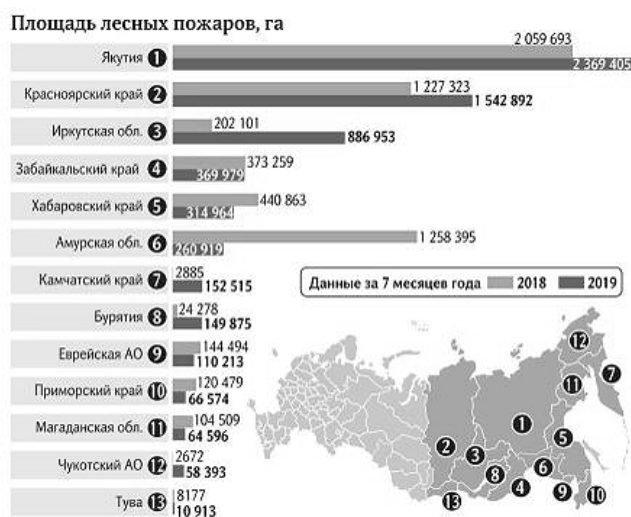 Площадь лесных пожаров, га
Якутия 1 2 059 693
2 369 405
Красноярский край 2 1 227 323
1 542 892
Иркутская обл. 3 202 101
886 953
Забайкальский край 4 373 259
369 979
Хабаровский край 5 440 863
314 964
Амурская обл. 6 1 258 395
260 919
Камчатский край 7 2885
152 515
Данные за 7 месяцев года 2018 2019
Бурятия 8 24 278
149 875
Еврейская АО 9 144 494
110 213
Приморский край 10 120 479
66 574
Магаданская обл. 11 104 509
64 596
Чукотский АО 12 2672
58 393
Тува 13 8177
10 913
12
7
11
1
5
2
3
6
8
4
9
10
13